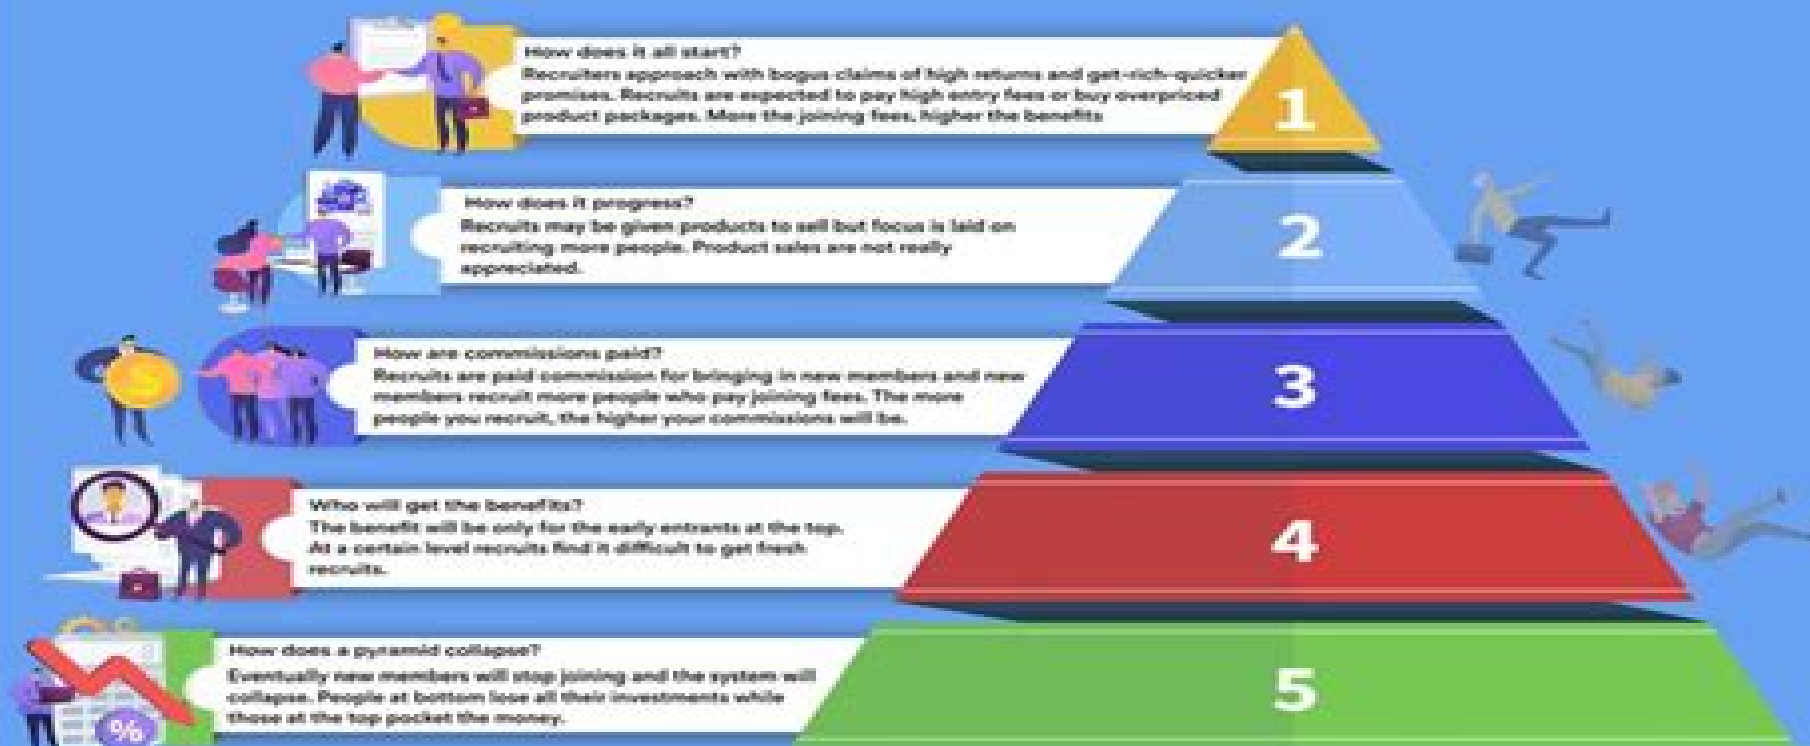 How does it all start?
Recruiters approach with bogus claims of high returns and get-rich-quicker
promises. Recruits are expected to pay high entry fees or buy overpriced
product packages. More the joining fees, higher the benefits
1
How does it progress?
Recruits may be given products to sell but focus is laid on
recruiting more people. Product sales are not really
appreciated.
2
How are commissions paid?
Recruits are paid commission for bringing in new members and new
members recruit more people who pay joining fees. The more
people you recruit, the higher your commissions will be.
3
Who will get the benefits?
The benefit will be only for the early entrants at the top.
At a certain level recruits find it difficult to get fresh
recruits.
4
How does a pyramid collapse?
Eventually new members will stop joining and the system will
collapse. People at bottom lose all their investments while
those at the top pocket the money.
5
$
%